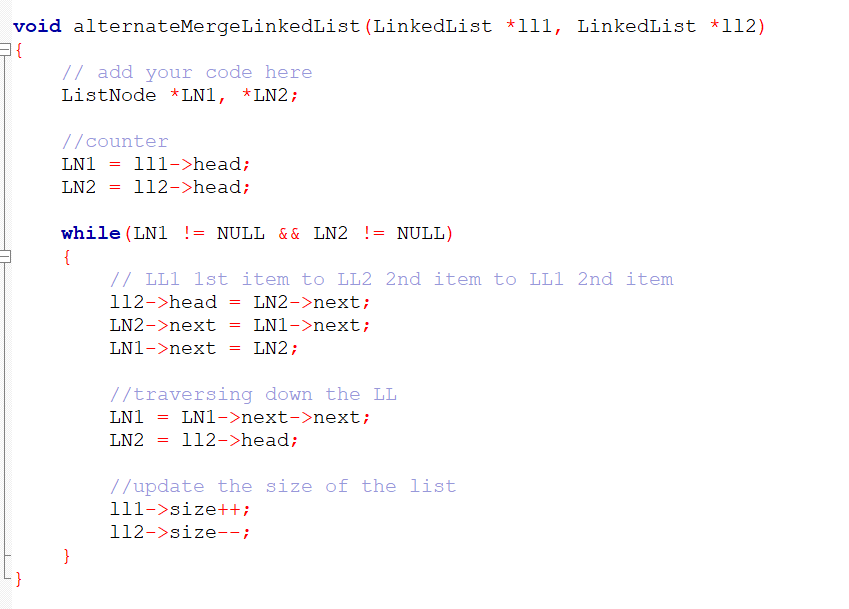 void alternateMergeLinkedList(LinkedList *ll1, LinkedList *ll2)
{
    // add your code here
    ListNode *LN1, *LN2;

    //counter
    LN1 = ll1->head;
    LN2 = ll2->head;

    while(LN1 != NULL && LN2 != NULL)
    {
        // LL1 1st item to LL2 2nd item to LL1 2nd item
        ll2->head = LN2->next;
        LN2->next = LN1->next;
        LN1->next = LN2;

        //traversing down the LL
        LN1 = LN1->next->next;
        LN2 = ll2->head;

        //update the size of the list
        ll1->size++;
        ll2->size--;
    }
}